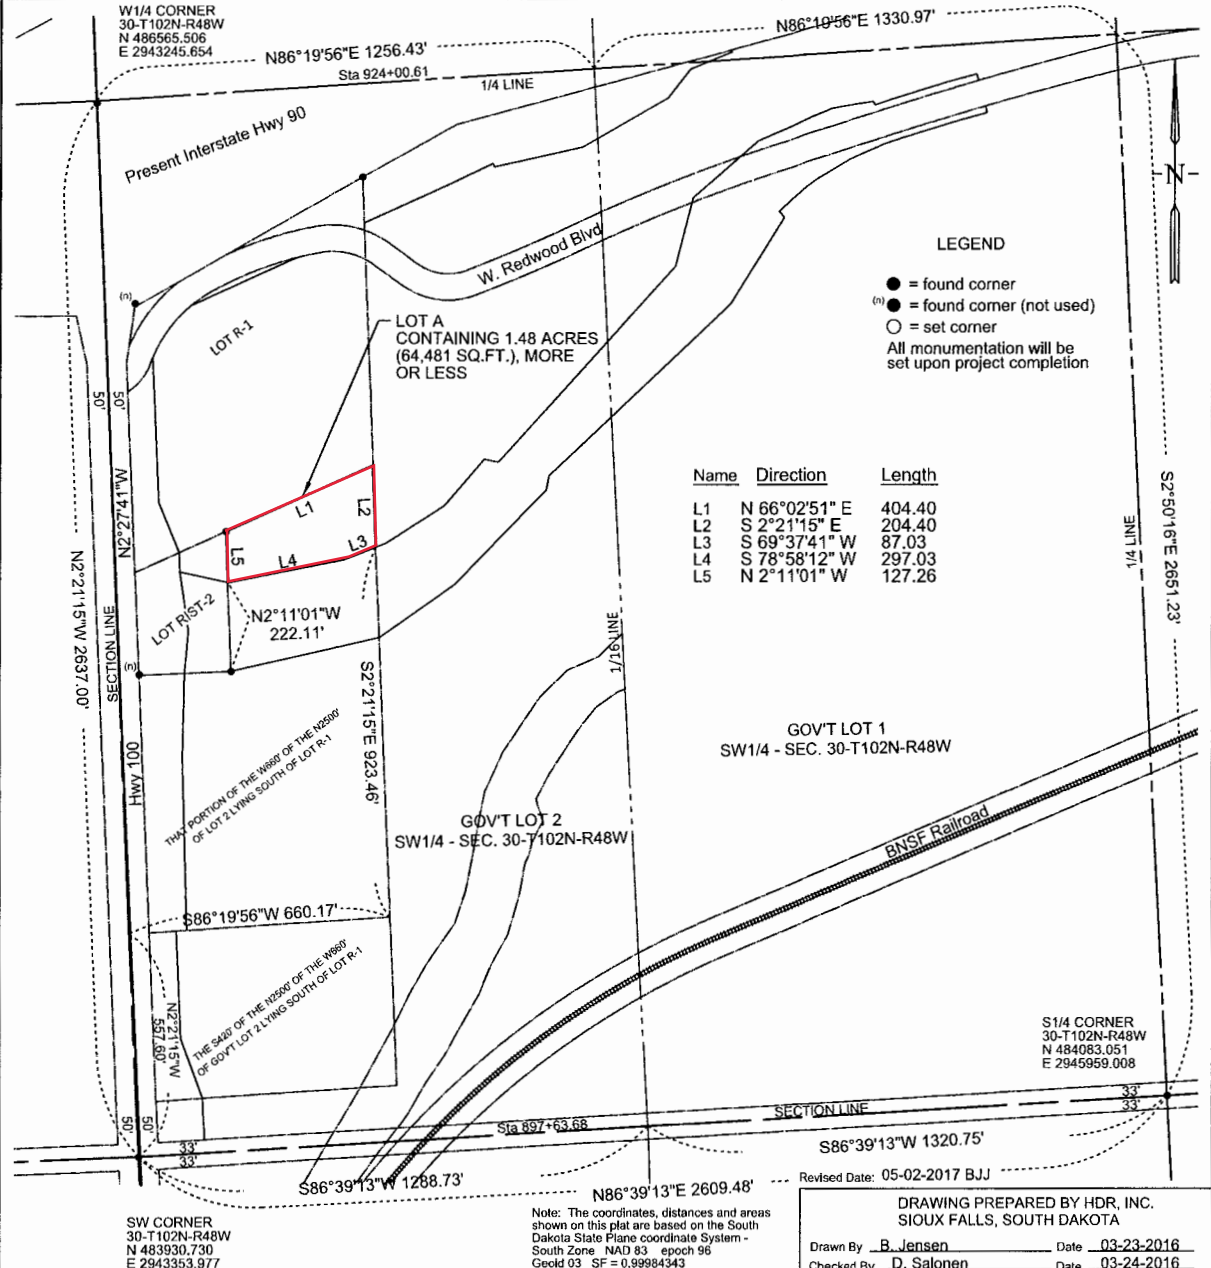 W1/4 CORNER
30-T102N-R48W
N 486565.506
E 2943245.654
N86°19'56"E 1256.43'
N86°19'56"E 1330.97'
Sta 924+00.61
1/4 LINE
Present Interstate Hwy 90
N
W. Redwood Blvd
LEGEND
= found corner
(n) = found corner (not used)
= set corner
All monumentation will be
set upon project completion
(n)
LOT R-1
LOT A
CONTAINING 1.48 ACRES
(64,481 SQ.FT.), MORE
OR LESS
50'
50'
N2°27'41"W
Name Direction Length
L1 N 66°02'51" E 404.40
L2 S 2°21'15" E 204.40
L3 S 69°37'41" W 87.03
L4 S 78°58'12" W 297.03
L5 N 2°11'01" W 127.26
L1
L2
L3
L4
L5
1/4 LINE
S2°50'16"E 2651.23'
N2°21'15"W 2637.00'
SECTION LINE
LOT RIST-2
N2°11'01"W
222.11'
1/16 LINE
(n)
S2°21'15"E 923.46'
Hwy 100
GOV'T LOT 1
SW1/4 - SEC. 30-T102N-R48W
THAT PORTION OF THE W660' OF THE N2500'
OF LOT 2 LYING SOUTH OF LOT R-1
GOV'T LOT 2
SW1/4 - SEC. 30-T102N-R48W
BNSF Railroad
S86°19'56"W 660.17'
THE S420' OF THE N2500' OF THE W660'
OF GOV'T LOT 2 LYING SOUTH OF LOT R-1
N2°21'15"W
557.60'
S1/4 CORNER
30-T102N-R48W
N 484083.051
E 2945959.008
50'
50'
33'
33'
Sta 897+63.68
SECTION LINE
33'
33'
S86°39'13"W 1320.75'
S86°39'13"W 1288.73'
N86°39'13"E 2609.48'
Revised Date: 05-02-2017 BJJ
SW CORNER
30-T102N-R48W
N 483930.730
E 2943353.977
Note: The coordinates, distances and areas
shown on this plat are based on the South
Dakota State Plane coordinate System -
South Zone NAD 83 epoch 96
Geoid 03 SF = 0.99984343
DRAWING PREPARED BY HDR, INC.
SIOUX FALLS, SOUTH DAKOTA
Drawn By B. Jensen Date 03-23-2016
Checked By D. Salonen Date 03-24-2016